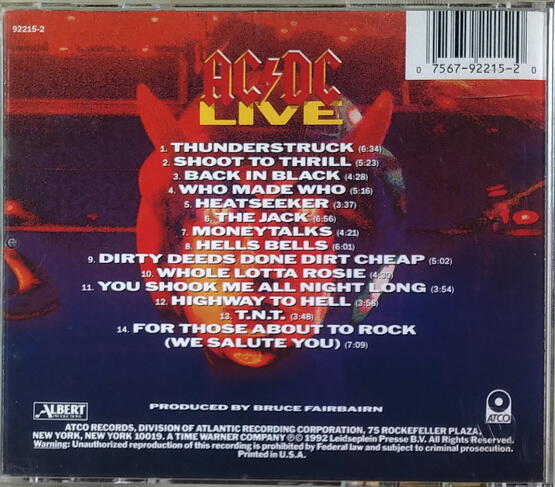 92215-2
0 7567-92215-2 0
AC/DC
LIVE
1. THUNDERSTRUCK (6:34)
2. SHOOT TO THRILL (5:23)
3. BACK IN BLACK (4:28)
4. WHO MADE WHO (5:16)
5. HEATSEEKER (3:37)
6. THE JACK (6:56)
7. MONEYTALKS (4:21)
8. HELLS BELLS (6:01)
9. DIRTY DEEDS DONE DIRT CHEAP (5:02)
10. WHOLE LOTTA ROSIE (4:30)
11. YOU SHOOK ME ALL NIGHT LONG (3:54)
12. HIGHWAY TO HELL (3:58)
13. T.N.T. (3:48)
14. FOR THOSE ABOUT TO ROCK
(WE SALUTE YOU) (7:09)
ALBERT
PRODUCTIONS
PRODUCED BY BRUCE FAIRBAIRN
ATCO
ATCO RECORDS, DIVISION OF ATLANTIC RECORDING CORPORATION, 75 ROCKEFELLER PLAZA,
NEW YORK, NEW YORK 10019. A TIME WARNER COMPANY ℗© 1992 Leidseplein Presse B.V. All Rights Reserved.
Warning: Unauthorized reproduction of this recording is prohibited by Federal law and subject to criminal prosecution.
Printed in U.S.A.